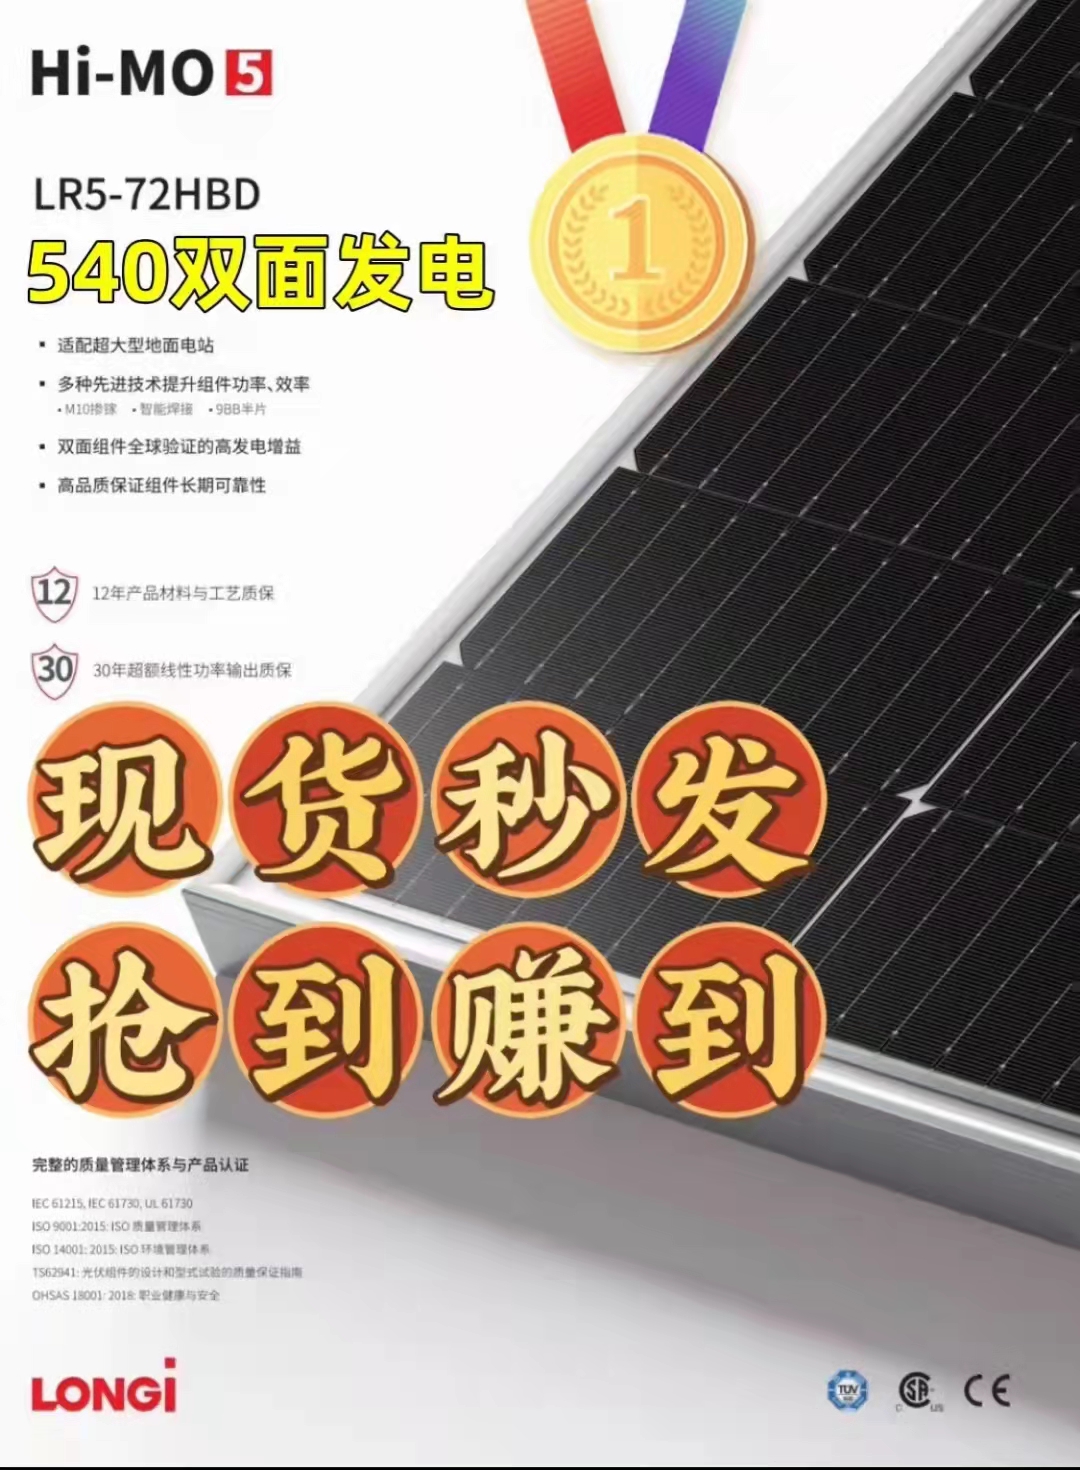 Hi-MO 5
1
LR5-72HBD
540双面发电
▪ 适配超大型地面电站
▪ 多种先进技术提升组件功率、效率
▪ M10掺镓 ▪ 智能焊接 ▪ 9BB半片
▪ 双面组件全球验证的高发电增益
▪ 高品质保证组件长期可靠性
12 12年产品材料与工艺质保
30 30年超额线性功率输出质保
现货秒发
抢到赚到
完整的质量管理体系与产品认证
IEC 61215, IEC 61730, UL 61730
ISO 9001:2015: ISO 质量管理体系
ISO 14001: 2015: ISO 环境管理体系
TS62941: 光伏组件的设计和型式试验的质量保证指南
OHSAS 18001: 2018: 职业健康与安全
LONGi
TÜV
C SA US
CE